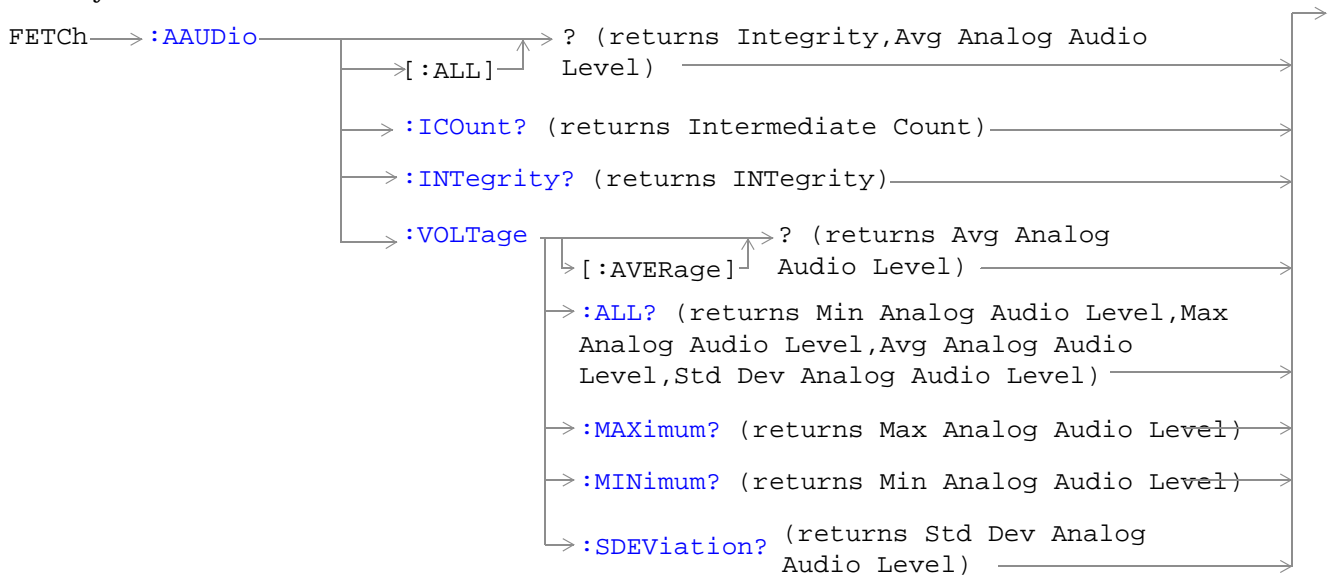 FETCh :AAUDio ? (returns Integrity,Avg Analog Audio
[:ALL] Level)
:ICOunt? (returns Intermediate Count)
:INTegrity? (returns INTegrity)
:VOLTage ? (returns Avg Analog
[:AVERage] Audio Level)
:ALL? (returns Min Analog Audio Level,Max
Analog Audio Level,Avg Analog Audio
Level,Std Dev Analog Audio Level)
:MAXimum? (returns Max Analog Audio Level)
:MINimum? (returns Min Analog Audio Level)
:SDEViation? (returns Std Dev Analog
Audio Level)